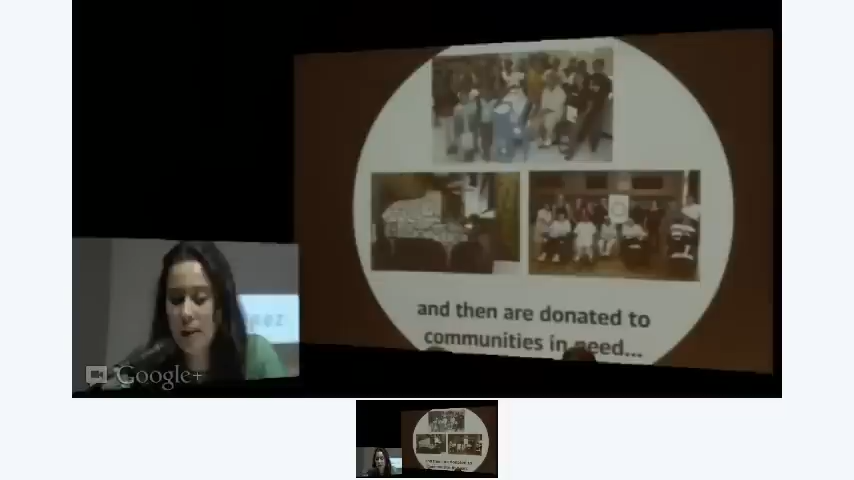 and then are donated to
communities in need...
Google+